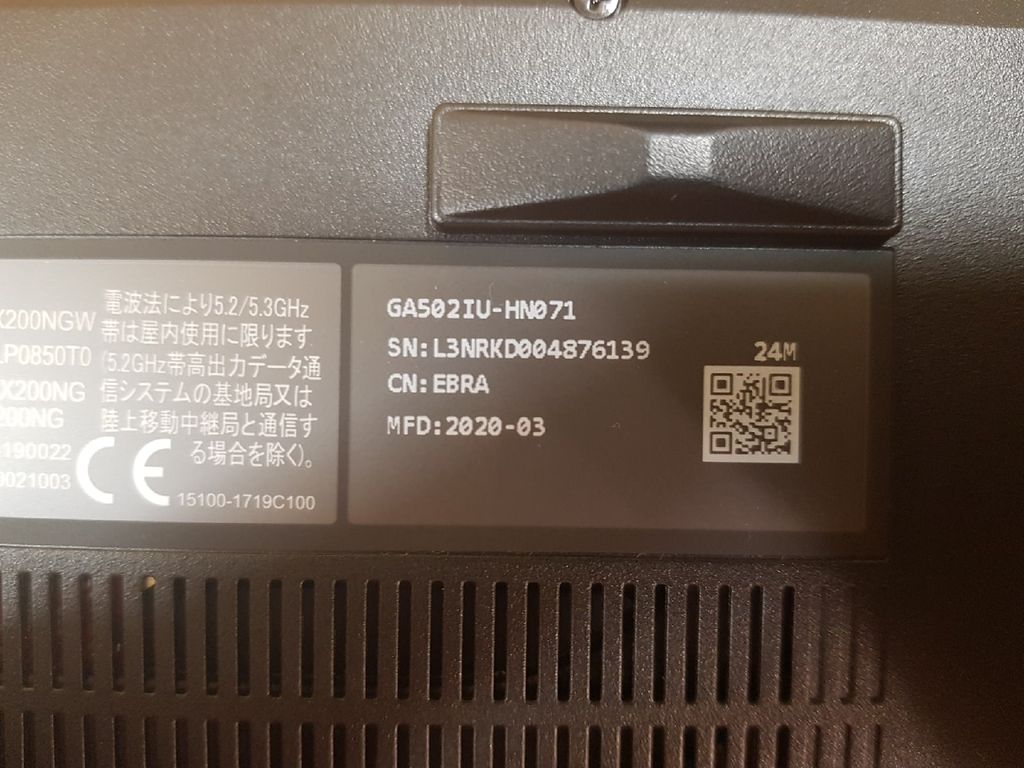 X200NGW
LP0850T0
X200NG
200NG
190022
0021003
電波法により5.2/5.3GHz
帯は屋内使用に限ります
(5.2GHz帯高出力データ通
信システムの基地局又は
陸上移動中継局と通信す
る場合を除く)。
CE
15100-1719C100
GA502IU-HN071
SN:L3NRKD004876139
CN:EBRA
MFD:2020-03
24M